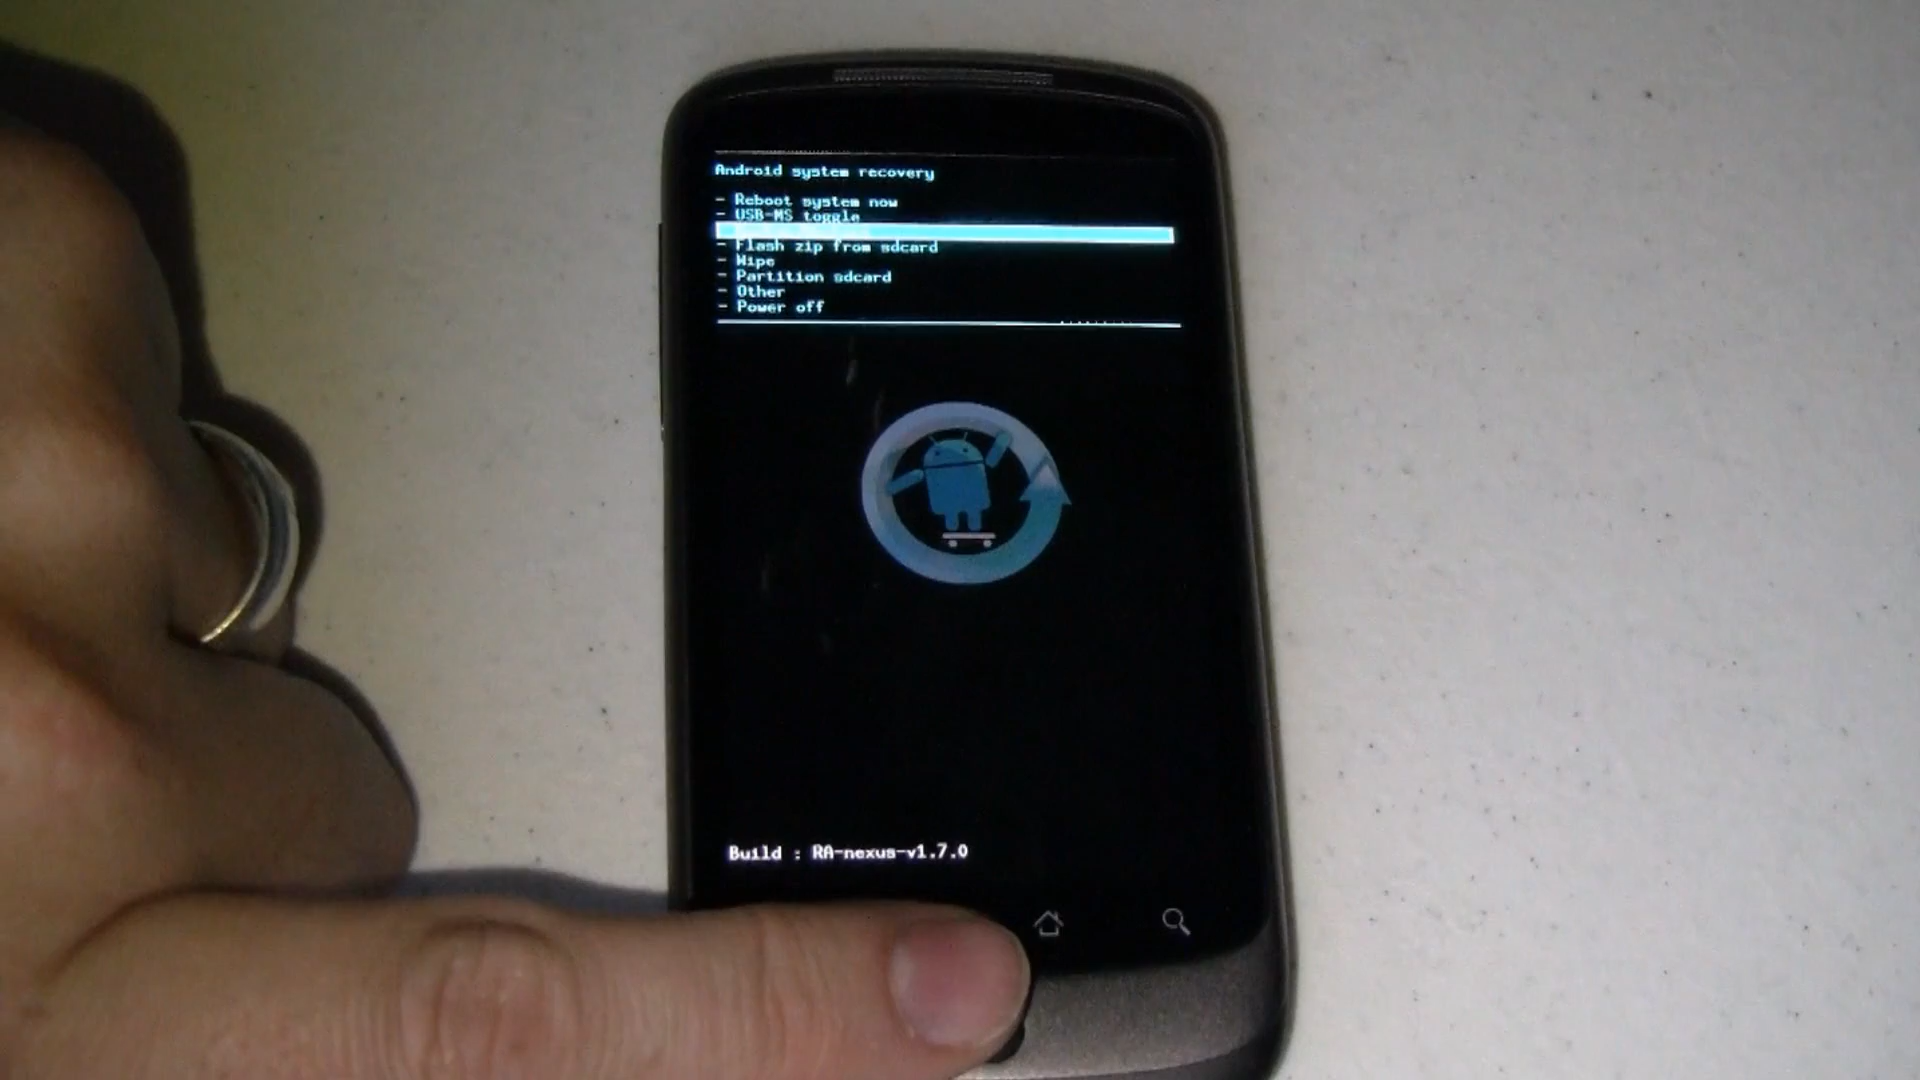 Android system recovery
- Reboot system now
- USB-MS toggle
- Flash zip from sdcard
- Wipe
- Partition sdcard
- Other
- Power off
Build : RA-nexus-v1.7.0